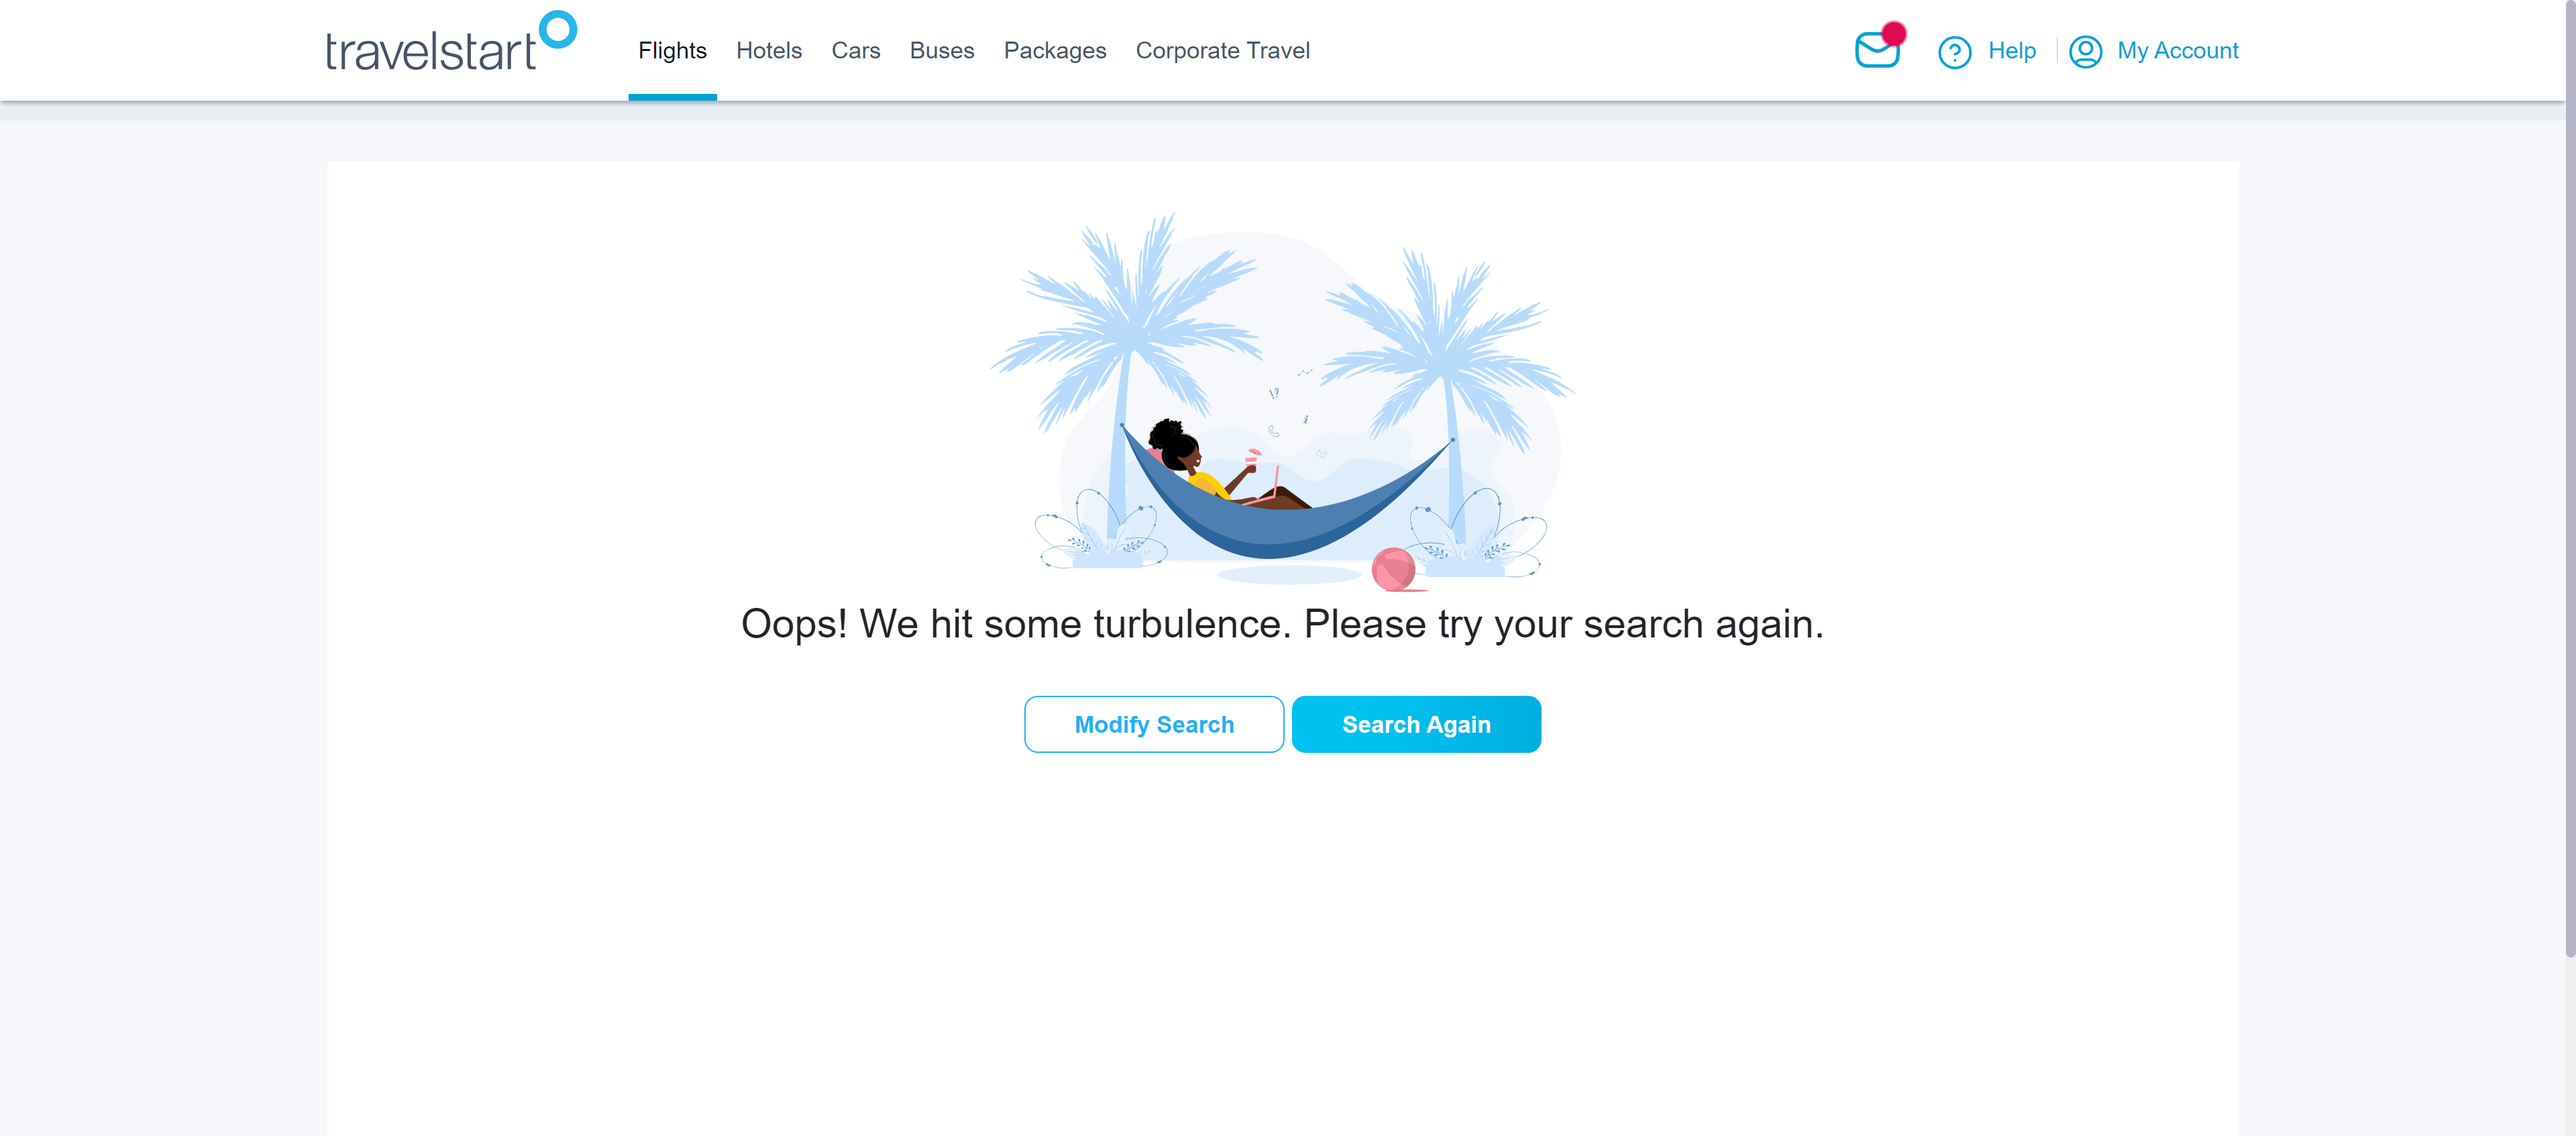 travelstart
Flights Hotels Cars Buses Packages Corporate Travel
Help My Account
Oops! We hit some turbulence. Please try your search again.
Modify Search Search Again